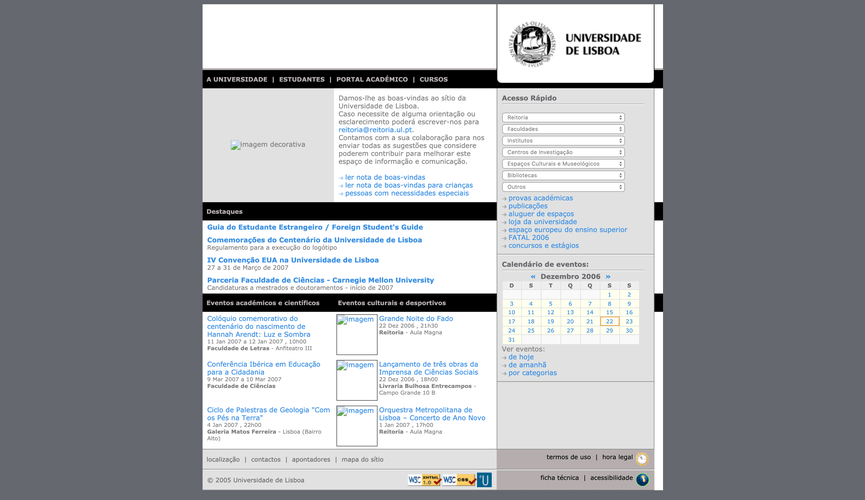 UNIVERSIDADE
DE LISBOA
A UNIVERSIDADE | ESTUDANTES | PORTAL ACADÉMICO | CURSOS
imagem decorativa
Damos-lhe as boas-vindas ao sítio da
Universidade de Lisboa.
Caso necessite de alguma orientação ou
esclarecimento poderá escrever-nos para
reitoria@reitoria.ul.pt.
Contamos com a sua colaboração para nos
enviar todas as sugestões que considere
poderem contribuir para melhorar este
espaço de informação e comunicação.
ler nota de boas-vindas
ler nota de boas-vindas para crianças
pessoas com necessidades especiais
Acesso Rápido
Reitoria
Faculdades
Institutos
Centros de Investigação
Espaços Culturais e Museológicos
Bibliotecas
Outros
provas académicas
publicações
aluguer de espaços
loja da universidade
espaço europeu do ensino superior
FATAL 2006
concursos e estágios
Destaques
Guia do Estudante Estrangeiro / Foreign Student's Guide
Comemorações do Centário da Universidade de Lisboa
Regulamento para a execução do logótipo
IV Convenção EUA na Universidade de Lisboa
27 a 31 de Março de 2007
Parceria Faculdade de Ciências - Carnegie Mellon University
Candidaturas a mestrados e doutoramentos - início de 2007
Calendário de eventos:
« Dezembro 2006 »
D S T Q Q S S
1 2
3 4 5 6 7 8 9
10 11 12 13 14 15 16
17 18 19 20 21 22 23
24 25 26 27 28 29 30
31
Ver eventos:
de hoje
de amanhã
por categorias
Eventos académicos e científicos
Colóquio comemorativo do
centenário do nascimento de
Hannah Arendt: Luz e Sombra
11 Jan 2007 a 12 Jan 2007 , 10h00
Faculdade de Letras - Anfiteatro III
Conferência Ibérica em Educação
para a Cidadania
9 Mar 2007 a 10 Mar 2007
Faculdade de Ciências
Ciclo de Palestras de Geologia "Com
os Pés na Terra"
4 Jan 2007 , 22h00
Galeria Matos Ferreira - Lisboa (Bairro
Alto)
Eventos culturais e desportivos
imagem
Grande Noite do Fado
22 Dez 2006 , 21h30
Reitoria - Aula Magna
imagem
Lançamento de três obras da
Imprensa de Ciências Sociais
22 Dez 2006 , 18h00
Livraria Bulhosa Entrecampos -
Campo Grande 10 B
imagem
Orquestra Metropolitana de
Lisboa – Concerto de Ano Novo
1 Jan 2007 , 17h00
Reitoria - Aula Magna
localização | contactos | apontadores | mapa do sítio
termos de uso | hora legal
© 2005 Universidade de Lisboa
W3C XHTML 1.0
W3C CSS
U
ficha técnica | acessibilidade